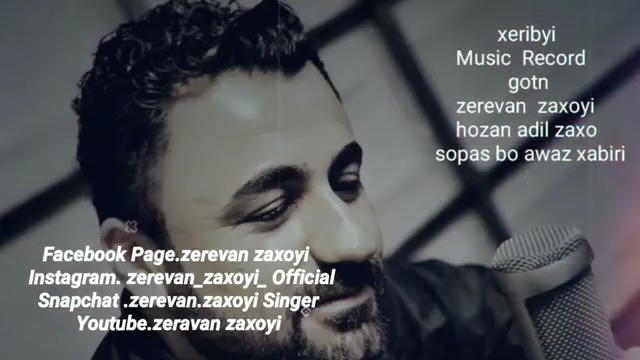 xeribyi
Music Record
gotn
zerevan zaxoyi
hozan adil zaxo
sopas bo awaz xabiri
Facebook Page.zerevan zaxoyi
Instagram. zerevan_zaxoyi_ Official
Snapchat .zerevan.zaxoyi Singer
Youtube.zeravan zaxoyi